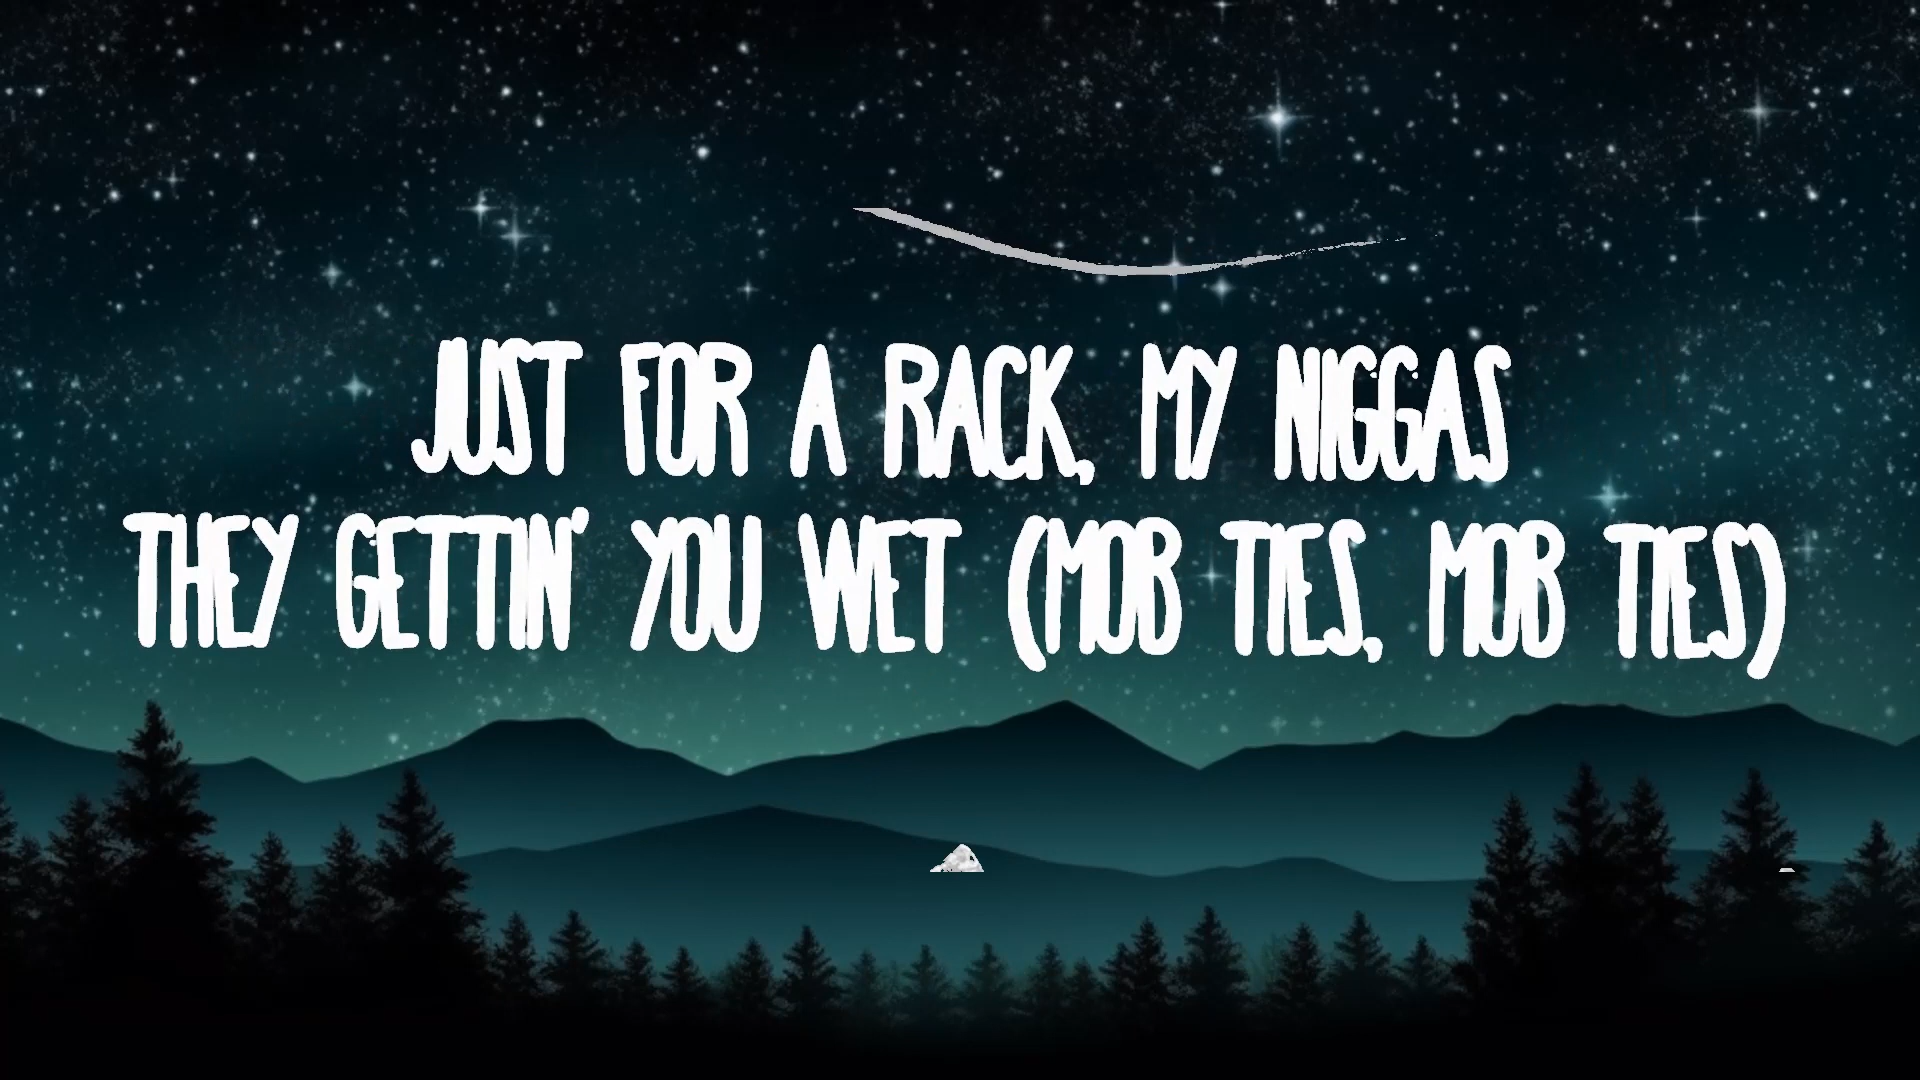 JUST FOR A RACK, MY NIGGAS
THEY GETTIN' YOU WET (MOB TIES, MOB TIES)